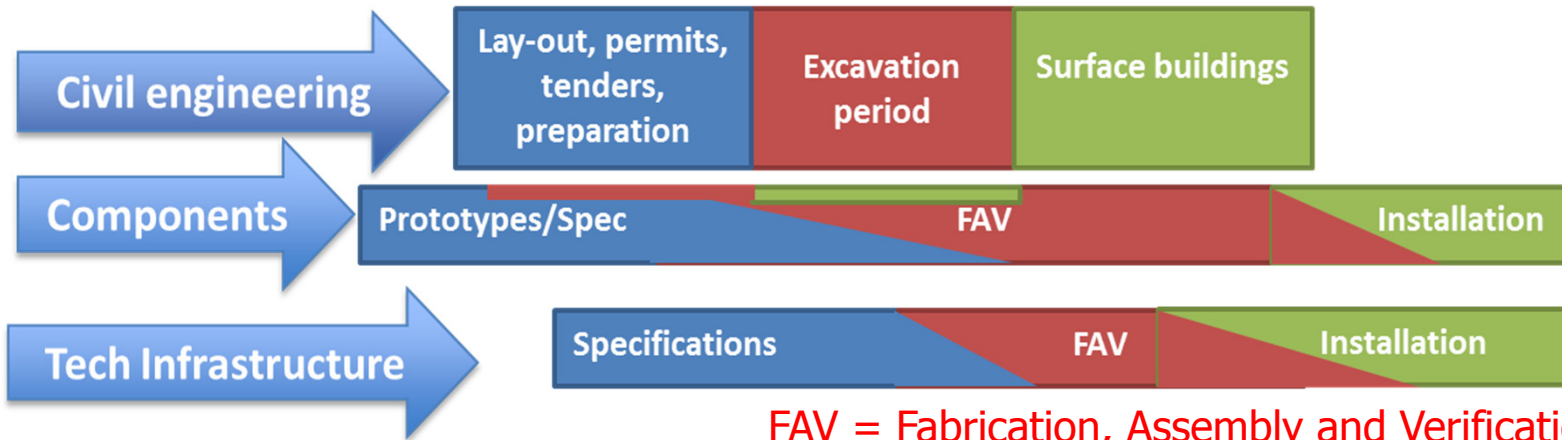 Civil engineering
Lay-out, permits,
tenders,
preparation
Excavation
period
Surface buildings
Components
Prototypes/Spec
FAV
Installation
Tech Infrastructure
Specifications
FAV
Installation
FAV = Fabrication, Assembly and Verificati